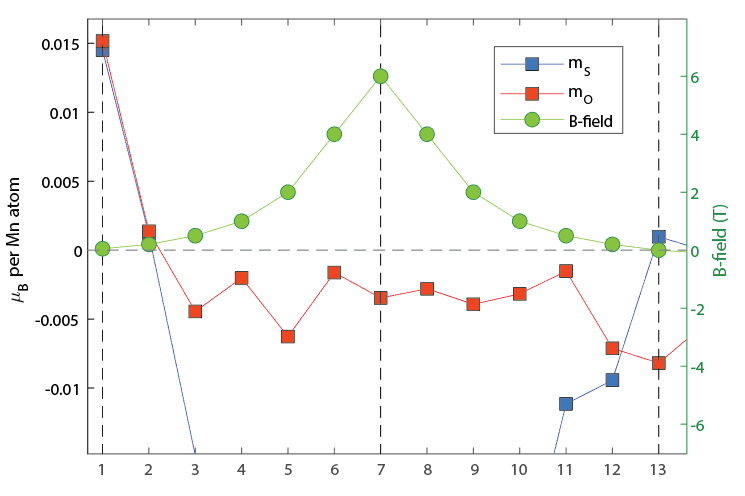 0.015
0.01
0.005
0
-0.005
-0.01
μB per Mn atom
mS
mO
B-field
6
4
2
0
-2
-4
-6
B-field (T)
1 2 3 4 5 6 7 8 9 10 11 12 13